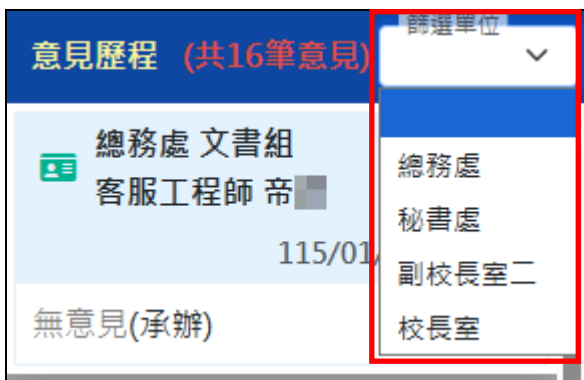 意見歷程 (共16筆意見)
篩選單位
總務處 文書組
客服工程師 帝
115/01/
無意見(承辦)
總務處
秘書處
副校長室二
校長室